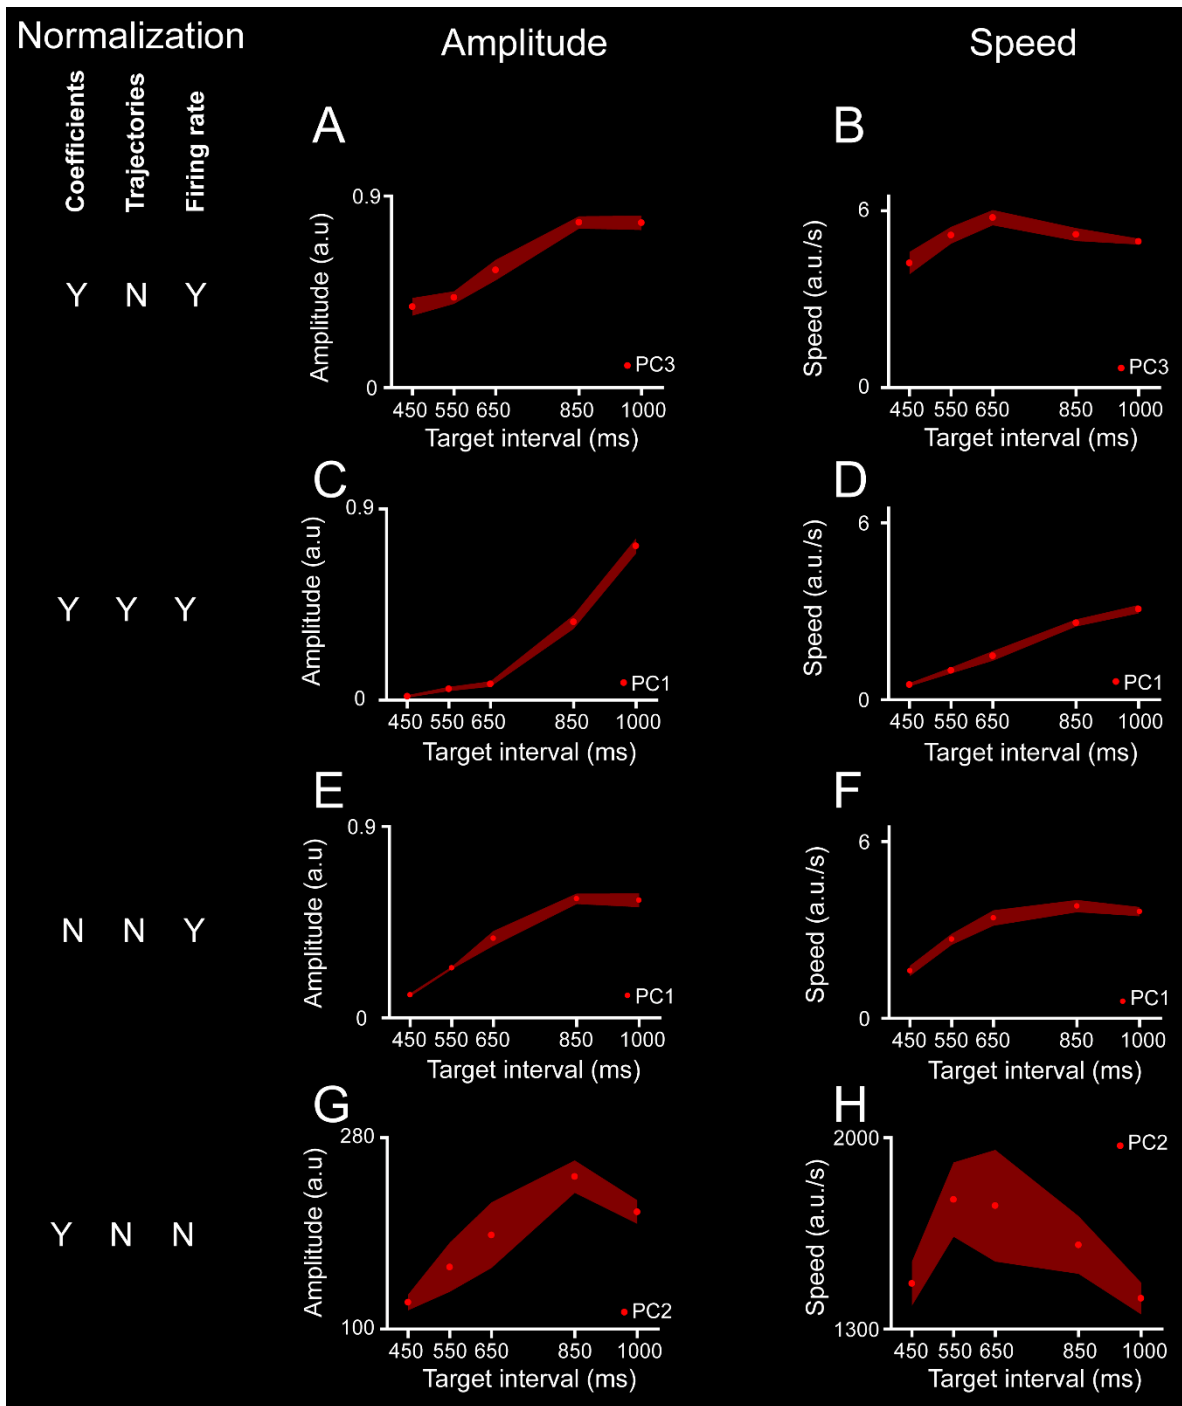 Normalization
Amplitude
Speed
Coefficients
Trajectories
Firing rate
Y N Y
A
Amplitude (a.u)
0.9
0
450 550 650 850 1000
Target interval (ms)
PC3
B
Speed (a.u./s)
6
0
450 550 650 850 1000
Target interval (ms)
PC3
Y Y Y
C
Amplitude (a.u)
0.9
0
450 550 650 850 1000
Target interval (ms)
PC1
D
Speed (a.u./s)
6
0
450 550 650 850 1000
Target interval (ms)
PC1
N N Y
E
Amplitude (a.u)
0.9
0
450 550 650 850 1000
Target interval (ms)
PC1
F
Speed (a.u./s)
6
0
450 550 650 850 1000
Target interval (ms)
PC1
Y N N
G
Amplitude (a.u)
280
100
450 550 650 850 1000
Target interval (ms)
PC2
H
Speed (a.u./s)
2000
1300
450 550 650 850 1000
Target interval (ms)
PC2